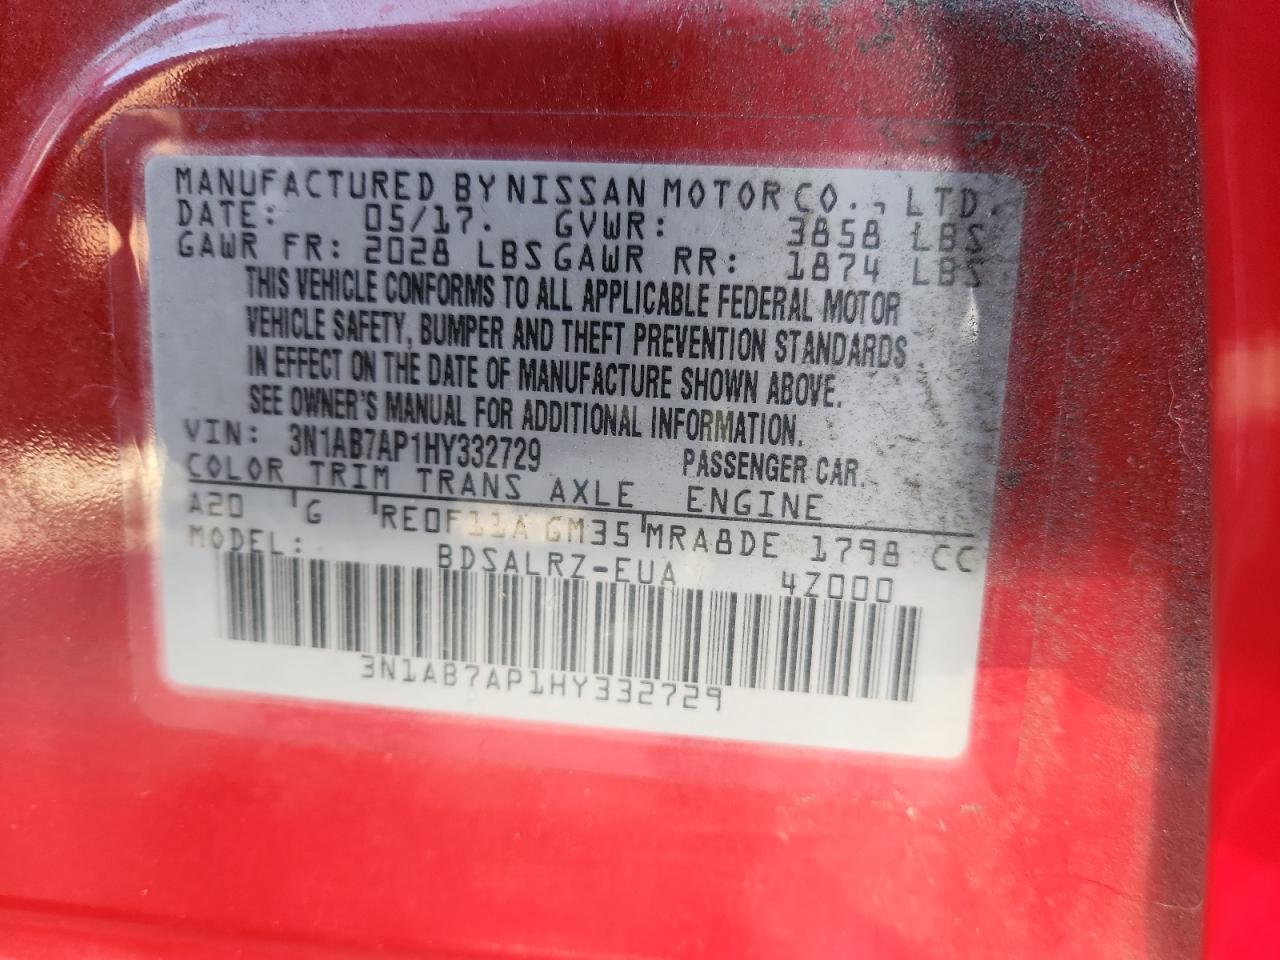 MANUFACTURED BY NISSAN MOTOR CO., LTD.
DATE: 05/17. GVWR: 3858 LBS
GAWR FR: 2028 LBS GAWR RR: 1874 LBS
THIS VEHICLE CONFORMS TO ALL APPLICABLE FEDERAL MOTOR
VEHICLE SAFETY, BUMPER AND THEFT PREVENTION STANDARDS
IN EFFECT ON THE DATE OF MANUFACTURE SHOWN ABOVE.
SEE OWNER'S MANUAL FOR ADDITIONAL INFORMATION.
VIN: 3N1AB7AP1HY332729 PASSENGER CAR.
COLOR TRIM TRANS AXLE ENGINE
A20 G RE0F11A GM35 MRA8DE 1798 CC
MODEL: BDSALRZ-EUA 4Z000
3N1AB7AP1HY332729